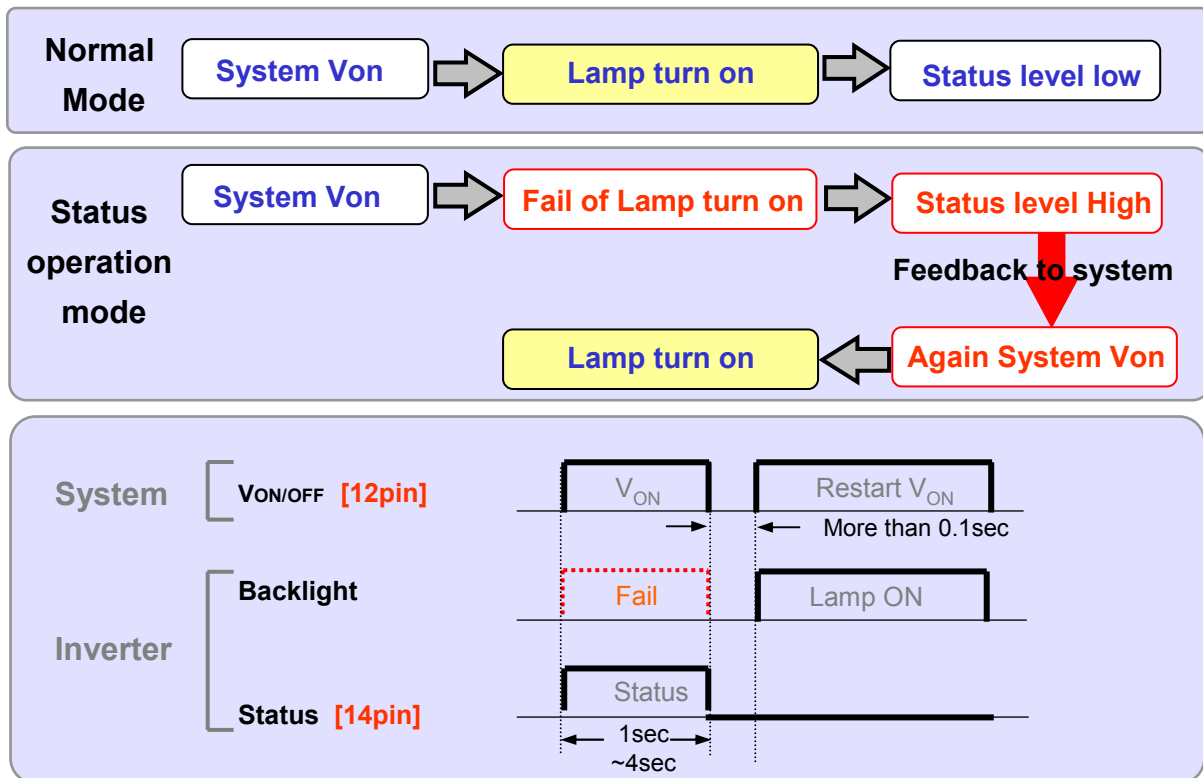 Normal
Mode
System Von
Lamp turn on
Status level low
Status
operation
mode
System Von
Fail of Lamp turn on
Status level High
Feedback to system
Again System Von
Lamp turn on
System
VON/OFF [12pin]
VON
Restart VON
More than 0.1sec
Inverter
Backlight
Fail
Lamp ON
Status [14pin]
Status
1sec
~4sec